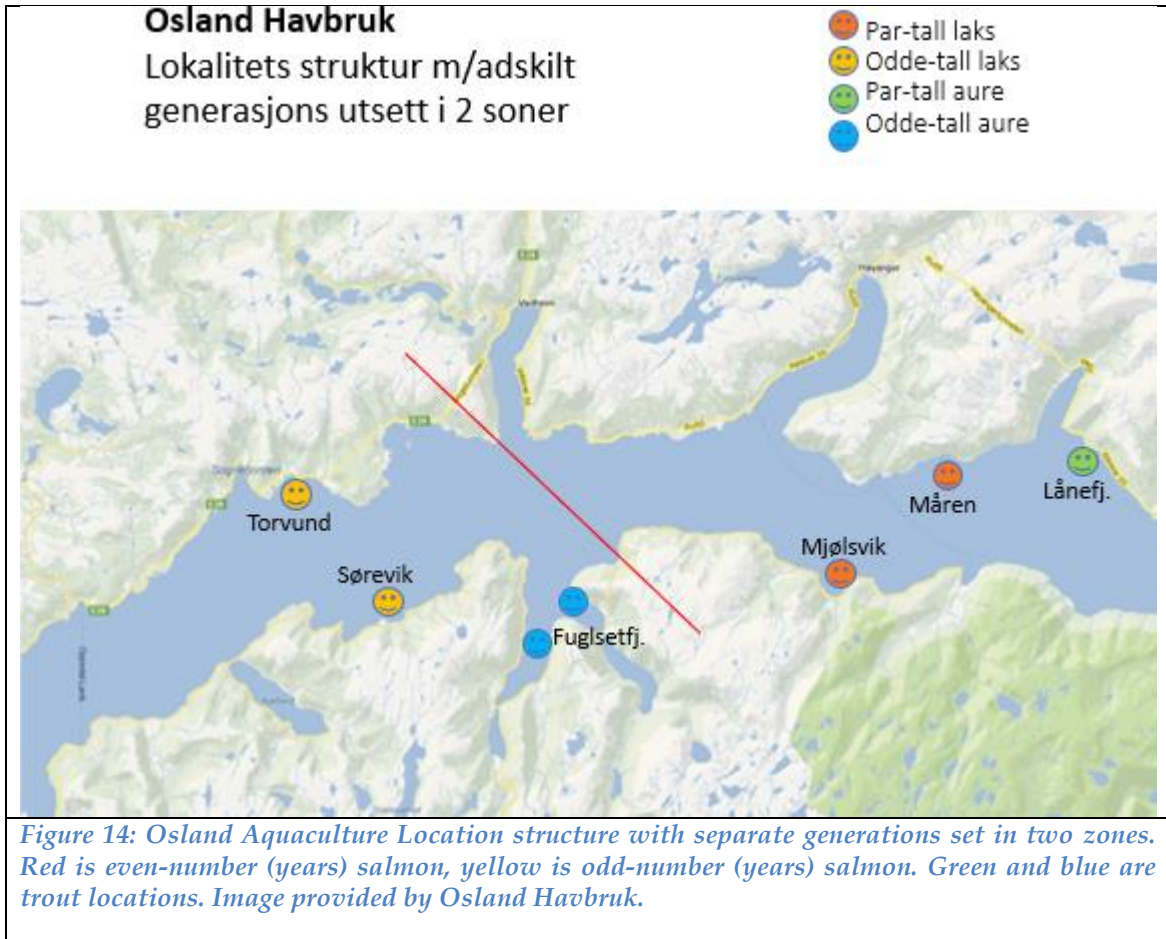 Osland Havbruk
Lokalitets struktur m/adskilt
generasjons utsett i 2 soner
Par-tall laks
Odde-tall laks
Par-tall aure
Odde-tall aure
Torvund
Sørevik
Fuglsetfj.
Mjølsvik
Måren
Lånefj.
Figure 14: Osland Aquaculture Location structure with separate generations set in two zones.
Red is even-number (years) salmon, yellow is odd-number (years) salmon. Green and blue are
trout locations. Image provided by Osland Havbruk.